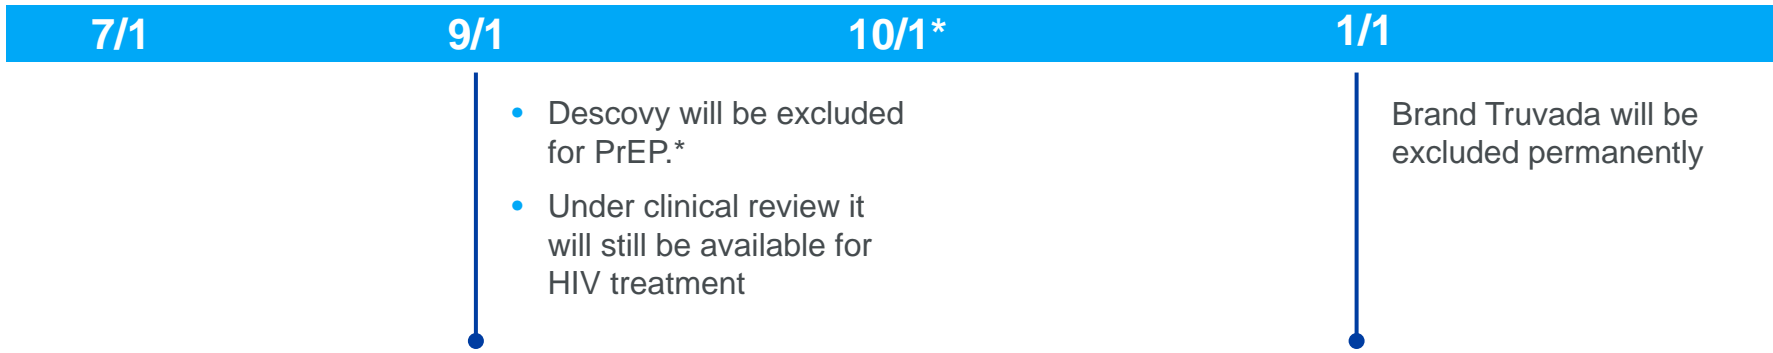 7/1 9/1 10/1* 1/1
• Descovy will be excluded
for PrEP.*
• Under clinical review it
will still be available for
HIV treatment
Brand Truvada will be
excluded permanently